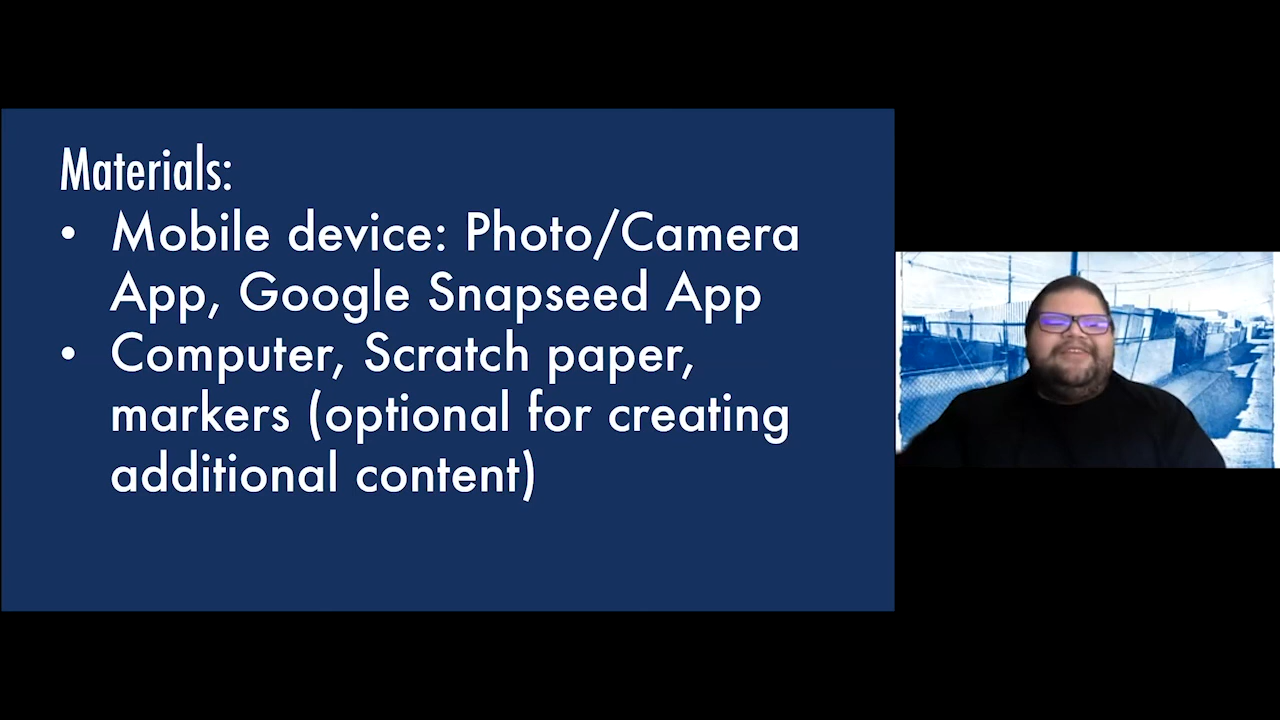 Materials:
• Mobile device: Photo/Camera
App, Google Snapseed App
• Computer, Scratch paper,
markers (optional for creating
additional content)